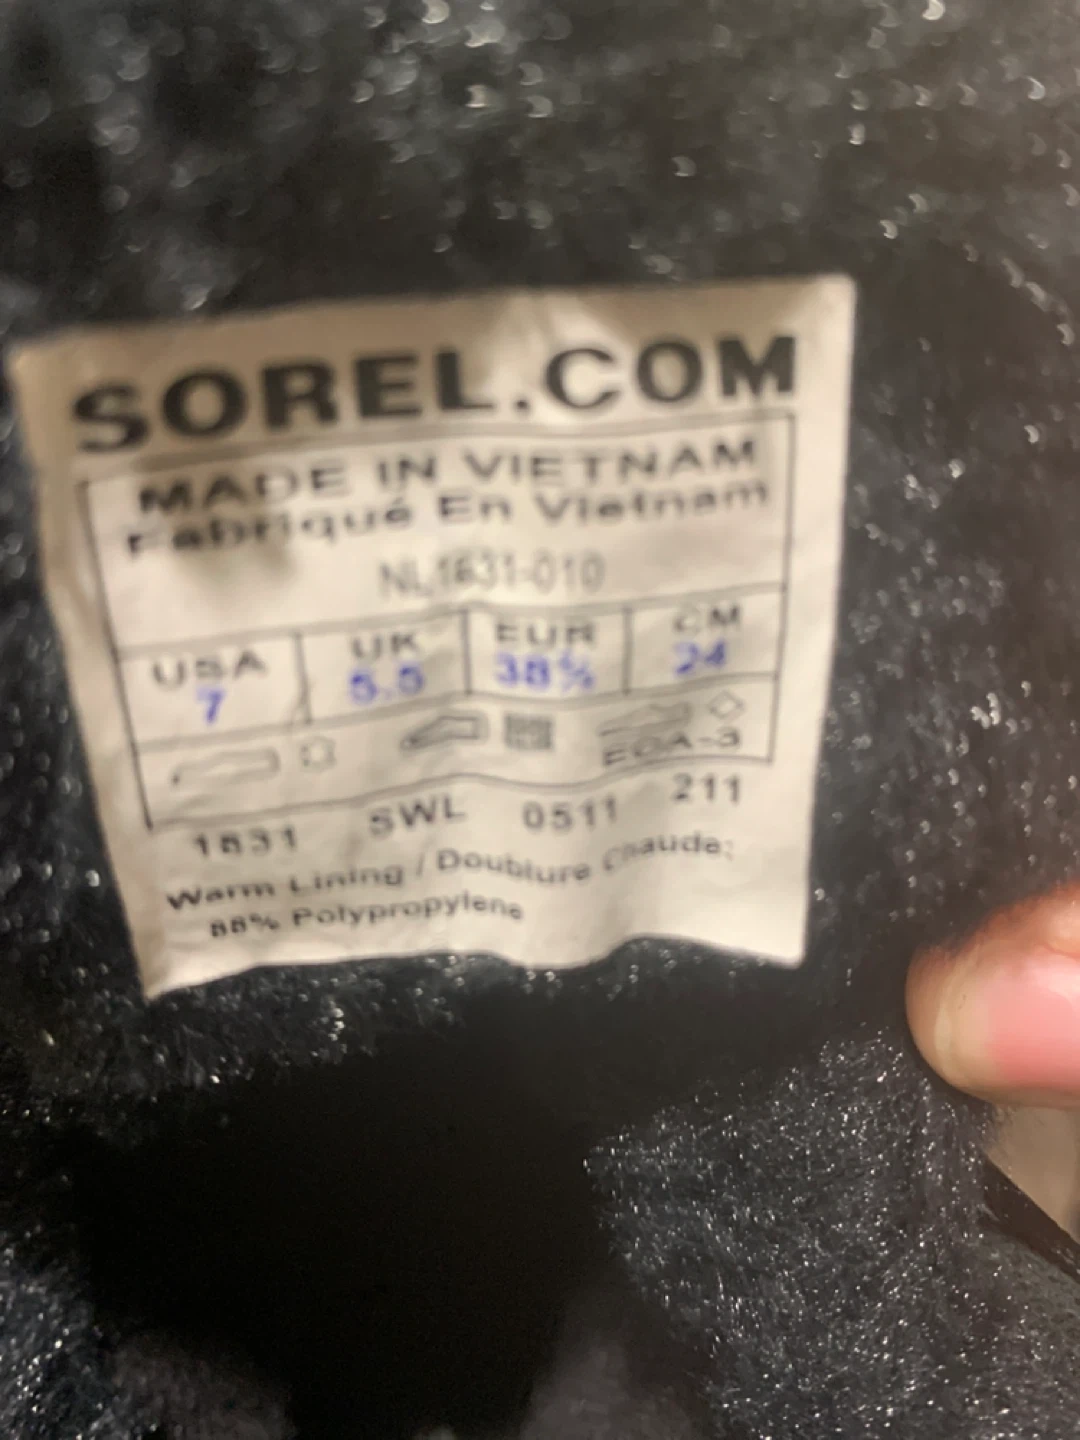 SOREL.COM
MADE IN VIETNAM
Fabriqué En Vietnam
NL1631-010
USA UK EUR CM
7 5.5 38½ 24
EGA-3
1831 SWL 0511 211
Warm Lining / Doublure Chaude:
88% Polypropylene